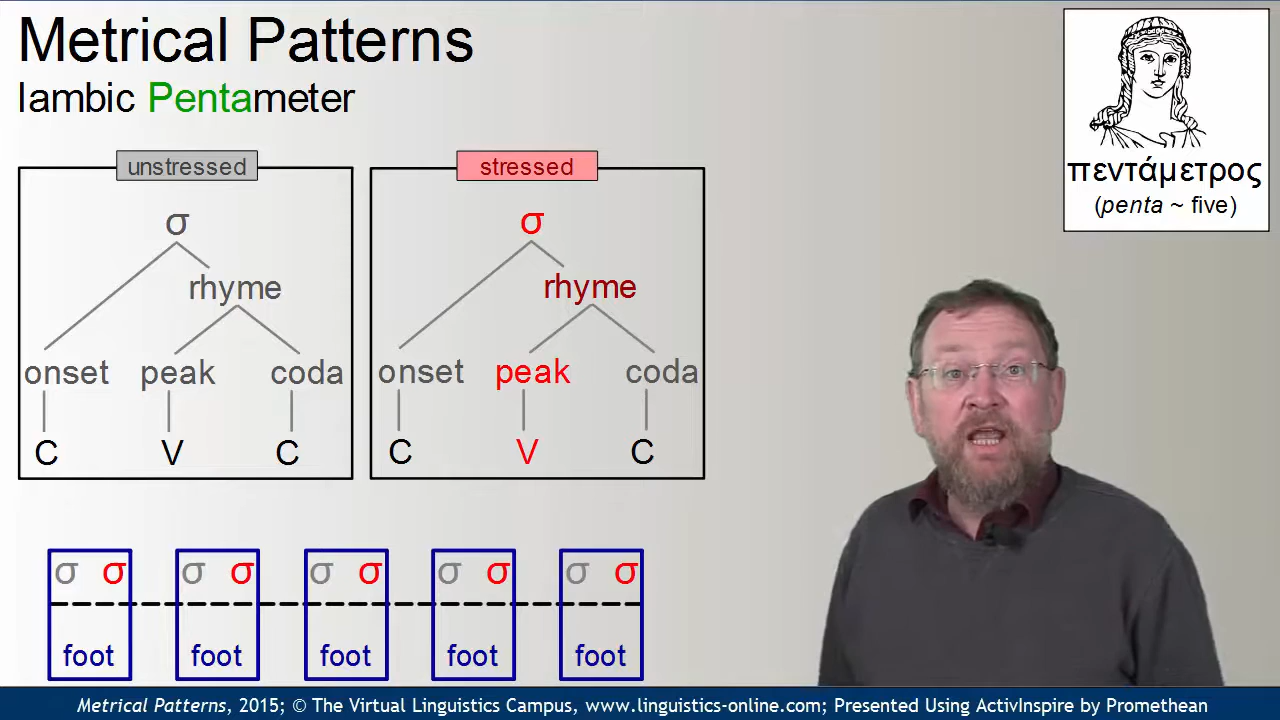 Metrical Patterns
Iambic Pentameter
πεντάμετρος
(penta ~ five)
unstressed
σ
rhyme
onset peak coda
C V C
stressed
σ
rhyme
onset peak coda
C V C
σ σ σ σ σ σ σ σ σ σ
foot foot foot foot foot
Metrical Patterns, 2015; © The Virtual Linguistics Campus, www.linguistics-online.com; Presented Using ActivInspire by Promethean